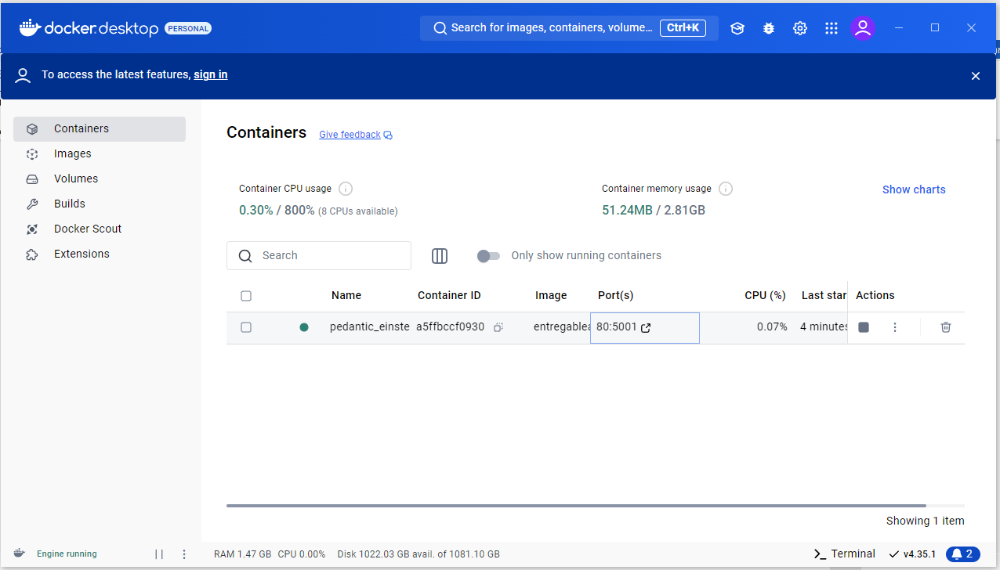 docker.desktop PERSONAL
Search for images, containers, volume... Ctrl+K
To access the latest features, sign in
Containers
Images
Volumes
Builds
Docker Scout
Extensions
Containers Give feedback
Container CPU usage
0.30% / 800% (8 CPUs available)
Container memory usage
51.24MB / 2.81GB
Show charts
Search
Only show running containers
Name Container ID Image Port(s) CPU (%) Last star Actions
pedantic_einste a5ffbccf0930 entregablea 80:5001 0.07% 4 minutes
Showing 1 item
Engine running
RAM 1.47 GB CPU 0.00% Disk 1022.03 GB avail. of 1081.10 GB
Terminal
v4.35.1
2